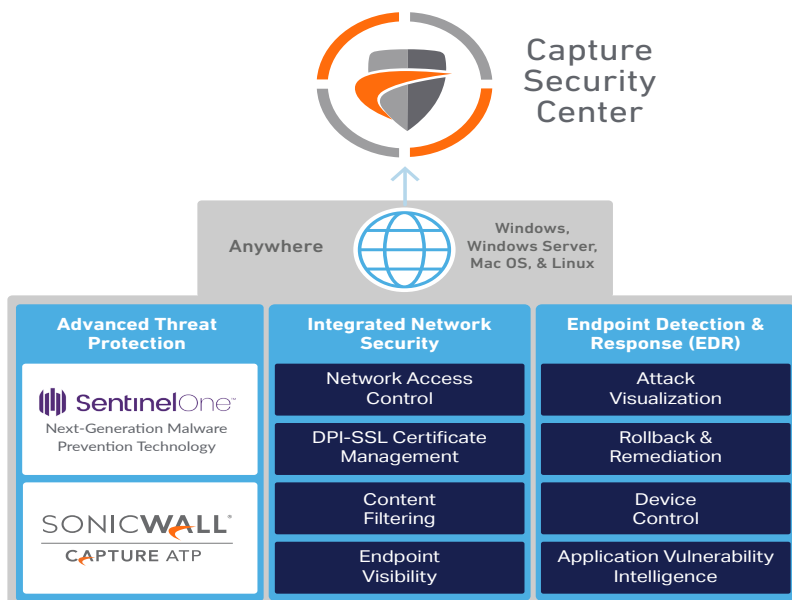 Capture
Security
Center
Anywhere
Windows,
Windows Server,
Mac OS, & Linux
Advanced Threat
Protection
SentinelOne™
Next-Generation Malware
Prevention Technology
SONICWALL®
CAPTURE ATP
Integrated Network
Security
Network Access
Control
DPI-SSL Certificate
Management
Content
Filtering
Endpoint
Visibility
Endpoint Detection &
Response (EDR)
Attack
Visualization
Rollback &
Remediation
Device
Control
Application Vulnerability
Intelligence